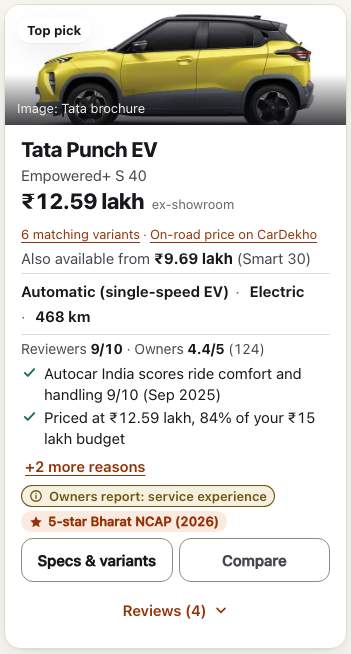 Top pick
Image: Tata brochure
Tata Punch EV
Empowered+ S 40
₹12.59 lakh ex-showroom
6 matching variants · On-road price on CarDekho
Also available from ₹9.69 lakh (Smart 30)
Automatic (single-speed EV) · Electric
· 468 km
Reviewers 9/10 · Owners 4.4/5 (124)
Autocar India scores ride comfort and
handling 9/10 (Sep 2025)
Priced at ₹12.59 lakh, 84% of your ₹15
lakh budget
+2 more reasons
Owners report: service experience
5-star Bharat NCAP (2026)
Specs & variants
Compare
Reviews (4)